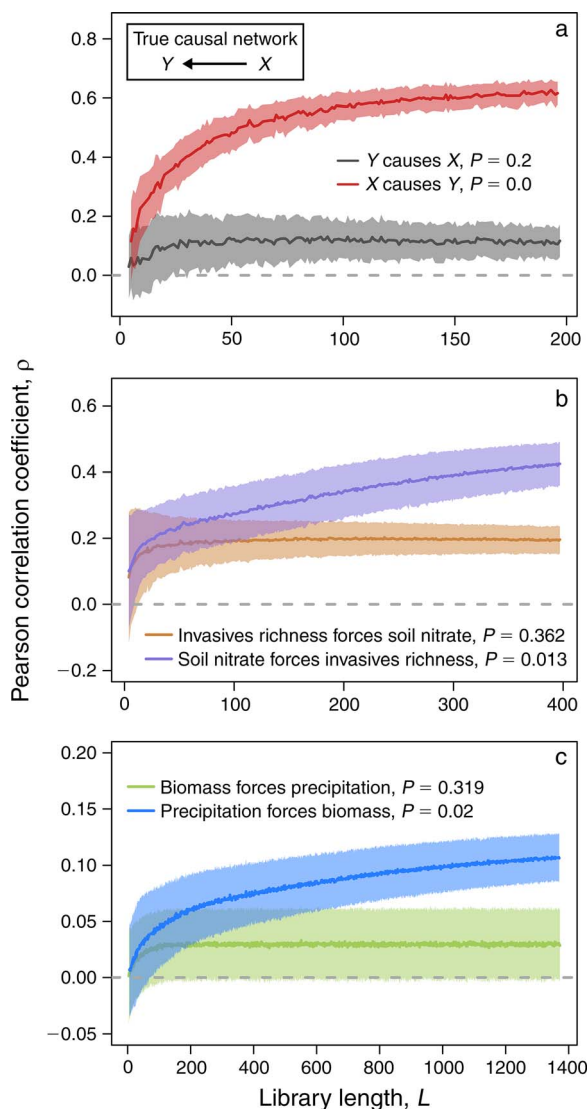 a
True causal network
Y ← X
0.8
0.6
0.4
0.2
0.0
Y causes X, P = 0.2
X causes Y, P = 0.0
0
50
100
150
200
Pearson correlation coefficient, ρ
b
0.6
0.4
0.2
0.0
−0.2
Invasives richness forces soil nitrate, P = 0.362
Soil nitrate forces invasives richness, P = 0.013
0
100
200
300
400
c
0.20
0.15
0.10
0.05
0.00
−0.05
Biomass forces precipitation, P = 0.319
Precipitation forces biomass, P = 0.02
0
200
400
600
800
1000
1200
1400
Library length, L